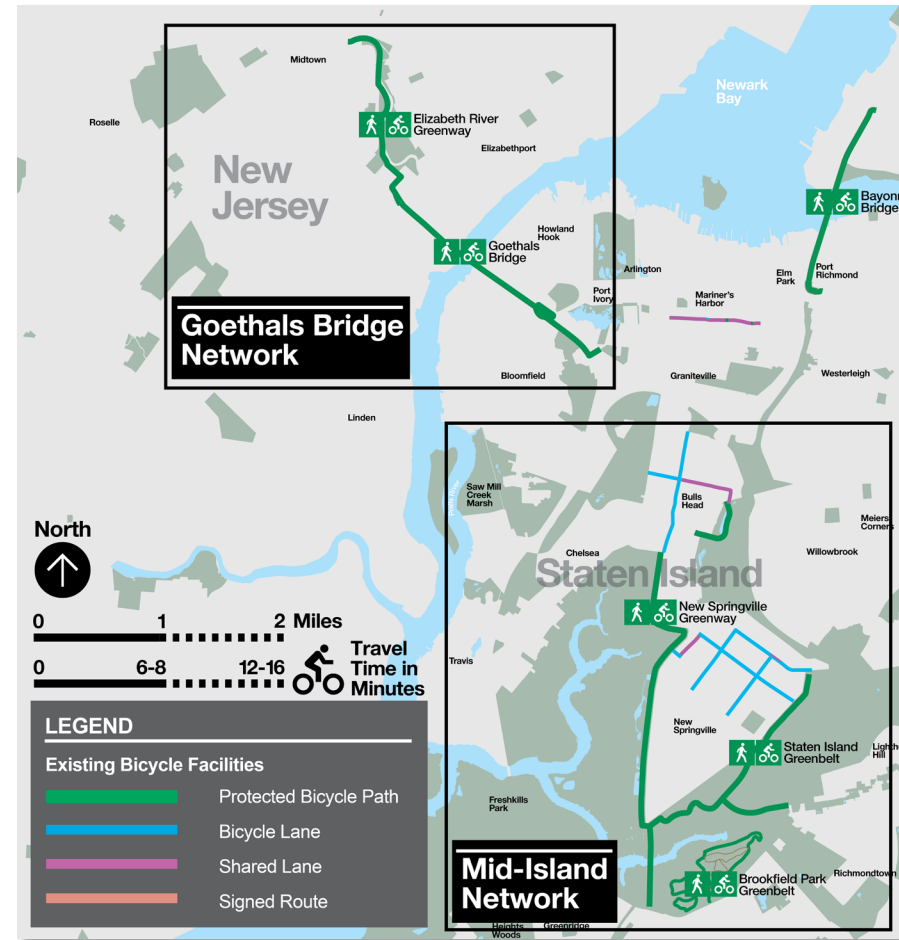 Midtown
Newark
Bay
Roselle
Elizabeth River
Greenway
Elizabethport
New
Jersey
Bayonn
Bridge
Howland
Hook
Goethals
Bridge
Arlington
Elm
Park
Port
Richmond
Port
Ivory
Mariner's
Harbor
Goethals Bridge
Network
Bloomfield
Graniteville
Westerleigh
Linden
Saw Mill
Creek
Marsh
Bulls
Head
Meiers
Corners
North
Chelsea
Willowbrook
Staten Island
New Springville
Greenway
0 1 2 Miles
0 6-8 12-16
Travel
Time in
Minutes
Travis
New
Springville
LEGEND
Existing Bicycle Facilities
Protected Bicycle Path
Bicycle Lane
Shared Lane
Signed Route
Staten Island
Greenbelt
Lighth
Hill
Freshkills
Park
Mid-Island
Network
Brookfield Park
Greenbelt
Richmondtown
Heights
Woods
Greenridge